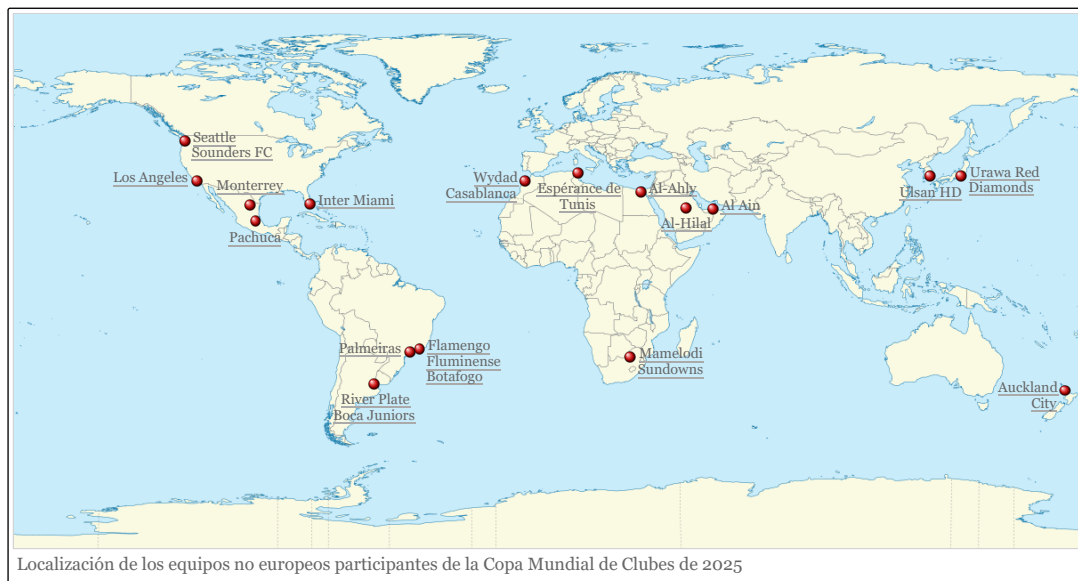 Seattle
Sounders FC
Los Angeles
Monterrey
Inter Miami
Pachuca
Wydad
Casablanca
Espérance de
Tunis
Al-Ahly
Al Ain
Al-Hilal
Ulsan HD
Urawa Red
Diamonds
Palmeiras
Flamengo
Fluminense
Botafogo
River Plate
Boca Juniors
Mamelodi
Sundowns
Auckland
City
Localización de los equipos no europeos participantes de la Copa Mundial de Clubes de 2025